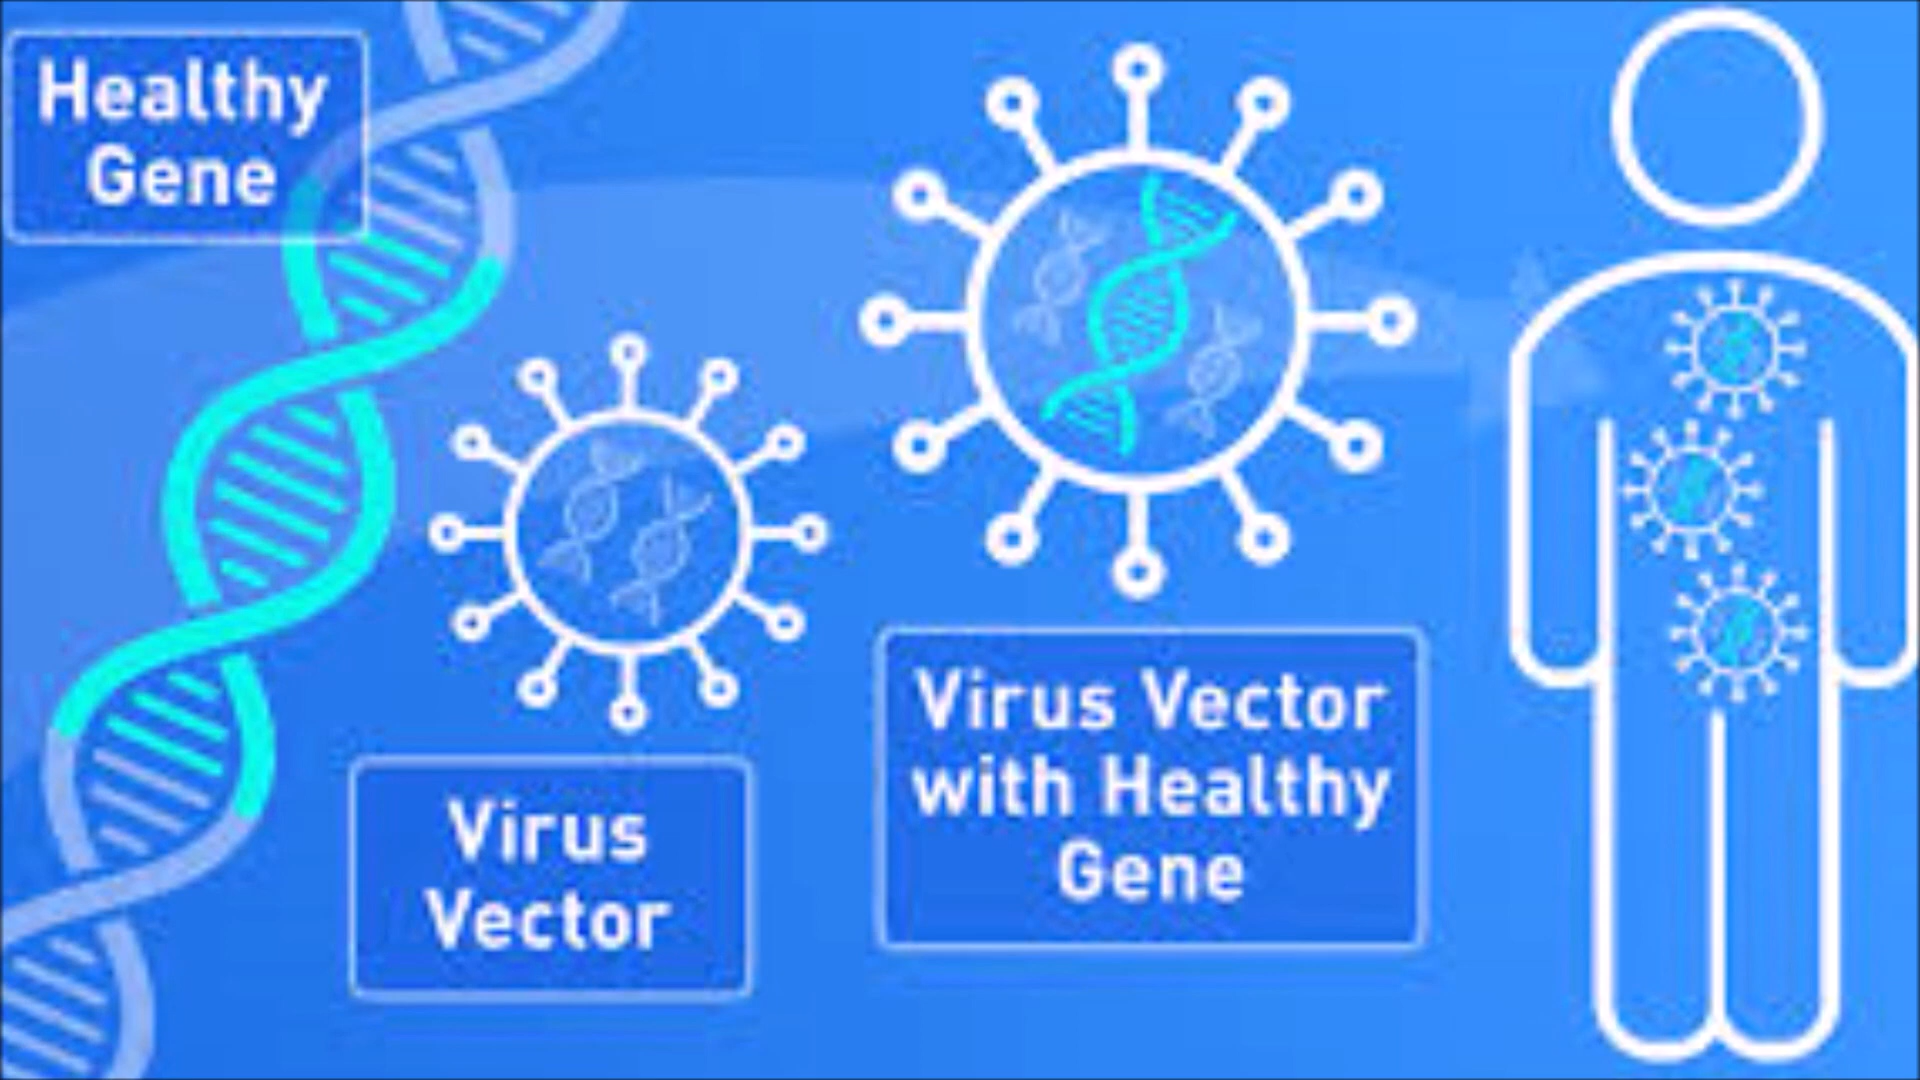 Healthy
Gene
Virus
Vector
Virus Vector
with Healthy
Gene